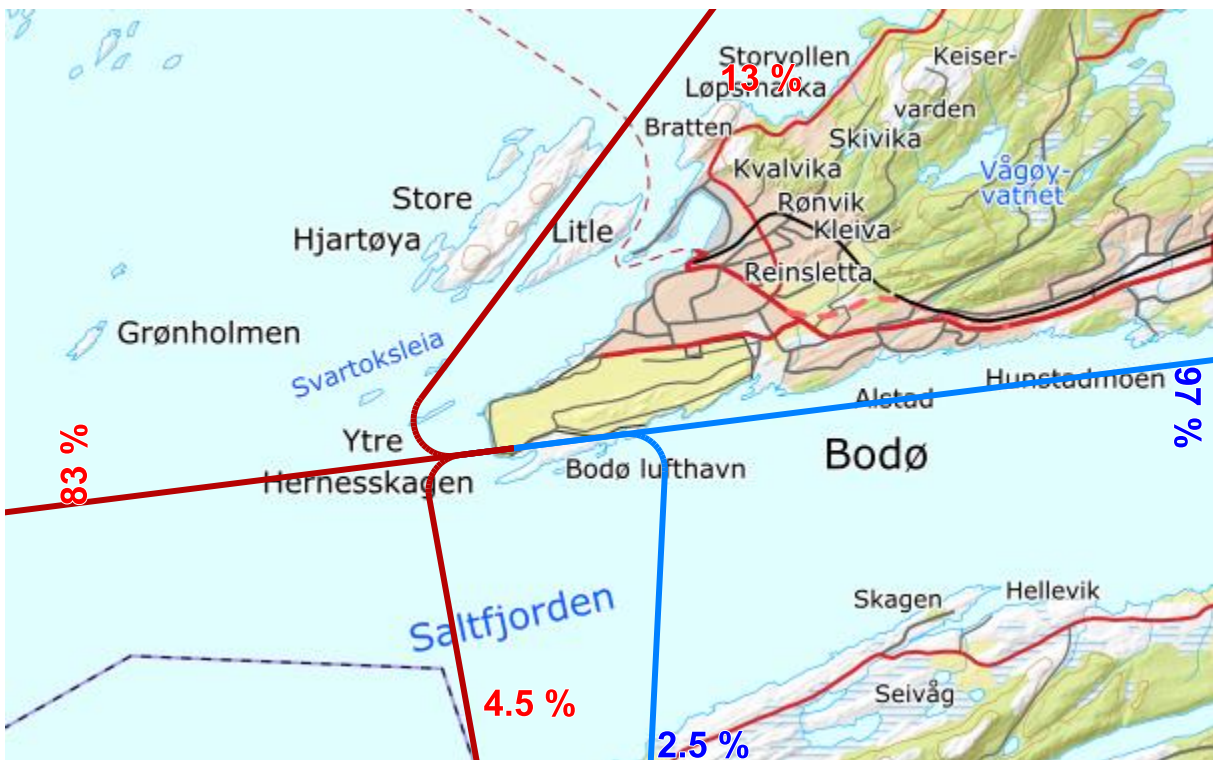 Storvollen
Keiser-
13 %
Løpsmarka
varden
Bratten
Skivika
Kvalvika
Vågøy-
vatnet
Store
Rønvik
Hjartøya
Litle
Kleiva
Reinsletta
Grønholmen
Svartoksleia
Hunstadmoen
Alstad
97 %
Ytre
83 %
Hernesskagen
Bodø lufthavn
Bodø
Saltfjorden
Skagen
Hellevik
Seivåg
4.5 %
2.5 %